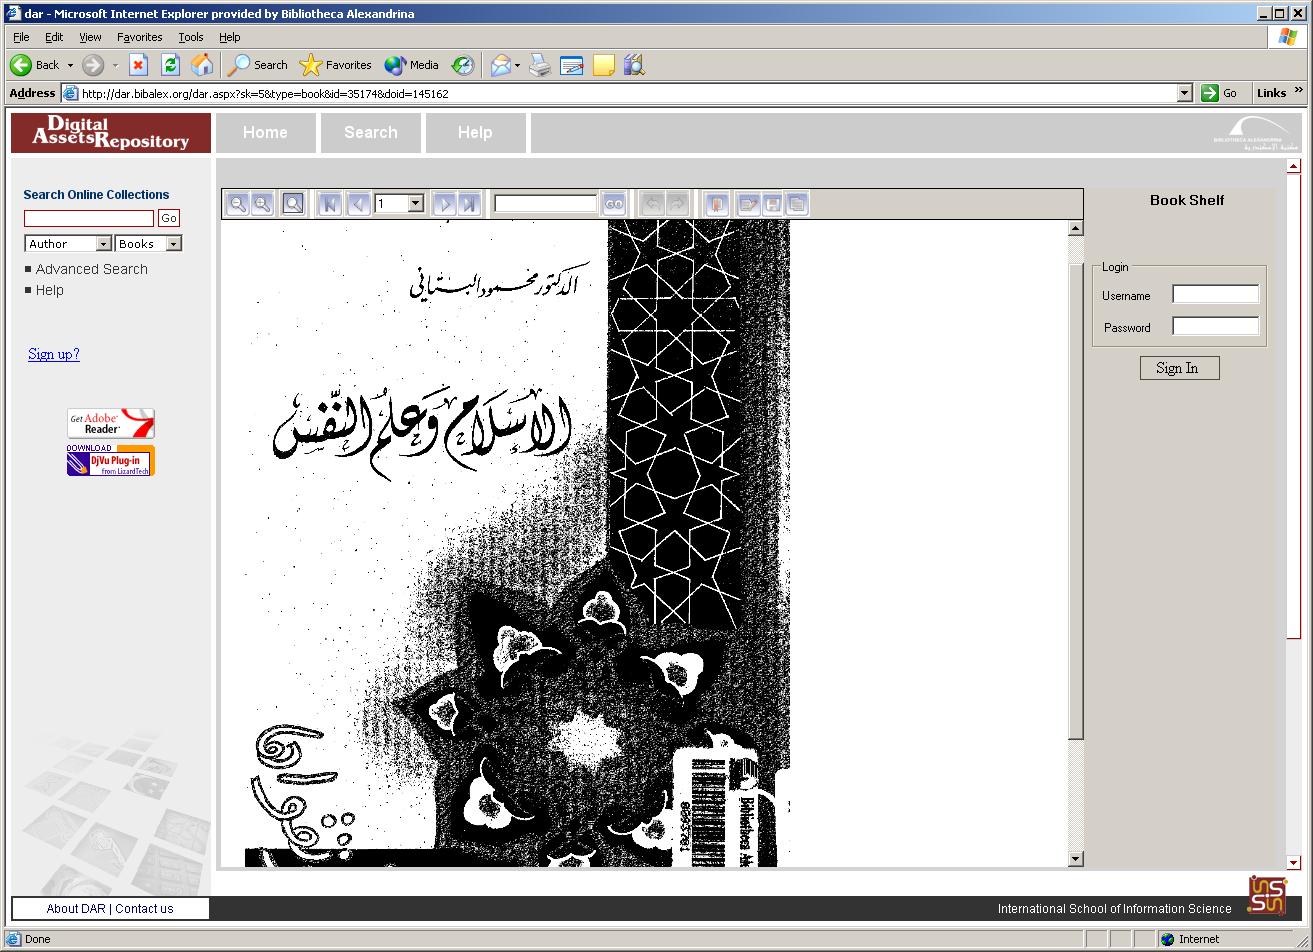 dar - Microsoft Internet Explorer provided by Bibliotheca Alexandrina
File Edit View Favorites Tools Help
Back Search Favorites Media
Address http://dar.bibalex.org/dar.aspx?sk=5&type=book&id=35174&doid=145162 Go Links »
Digital Assets Repository
Home Search Help
BIBLIOTHECA ALEXANDRINA
مكتبة الإسكندرية
Search Online Collections
Go
Author Books
Advanced Search
Help
Sign up?
Get Adobe Reader
DOWNLOAD
DjVu Plug-in
from LizardTech
1 GO
الدكتور محمود البستاني
الإسلام وَعلمُ النَّفس
Bibliotheca
Book Shelf
Login
Username
Password
Sign In
About DAR | Contact us
International School of Information Science
Done Internet